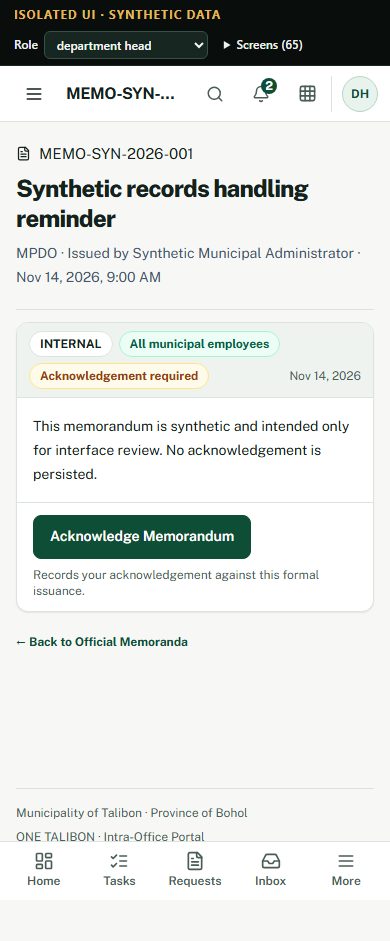 ISOLATED UI · SYNTHETIC DATA
Role department head ▶ Screens (65)
MEMO-SYN-... 2 DH
MEMO-SYN-2026-001
Synthetic records handling
reminder
MPDO · Issued by Synthetic Municipal Administrator ·
Nov 14, 2026, 9:00 AM
INTERNAL All municipal employees
Acknowledgement required Nov 14, 2026
This memorandum is synthetic and intended only
for interface review. No acknowledgement is
persisted.
Acknowledge Memorandum
Records your acknowledgement against this formal
issuance.
← Back to Official Memoranda
Municipality of Talibon · Province of Bohol
ONE TALIBON · Intra-Office Portal
Home Tasks Requests Inbox More